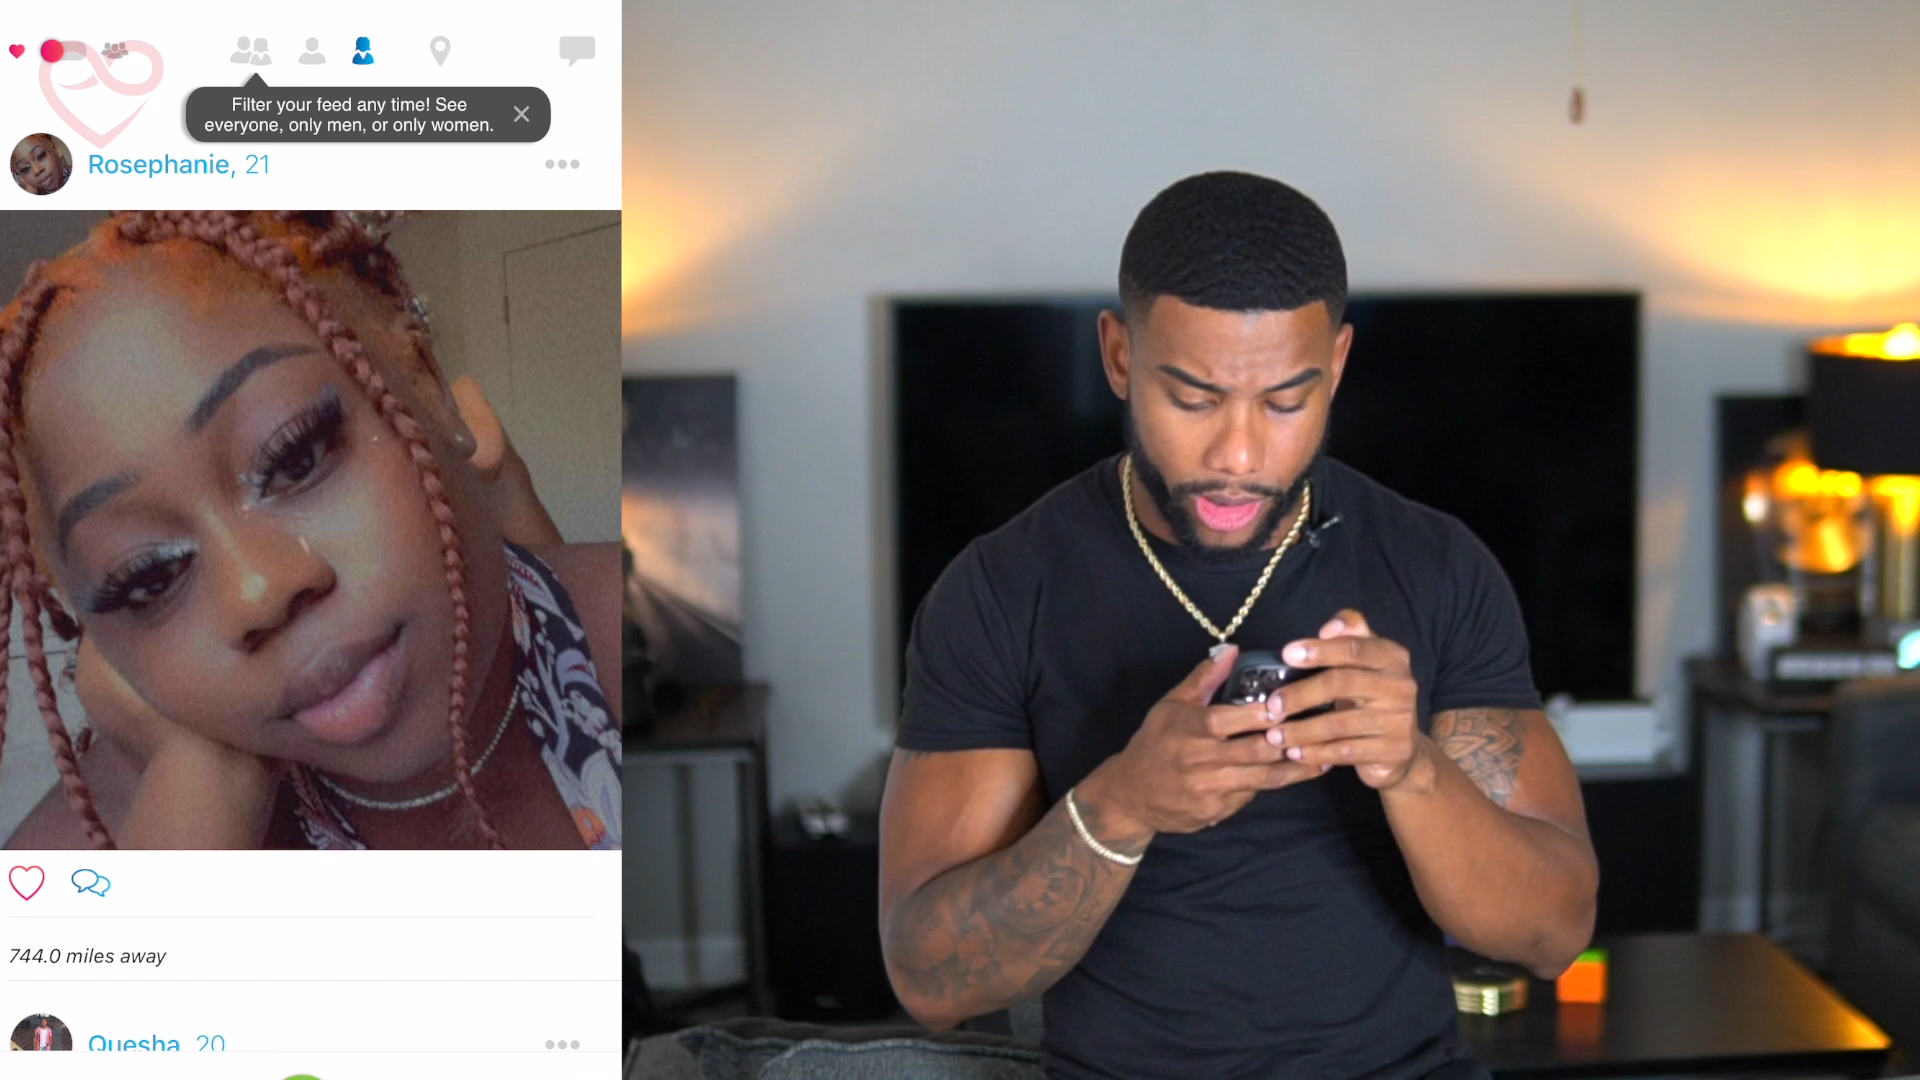 Filter your feed any time! See
everyone, only men, or only women.
Rosephanie, 21
744.0 miles away
Quesha, 20